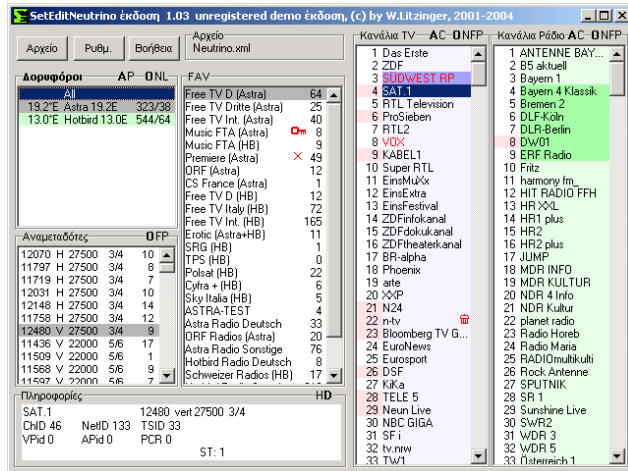 SetEditNeutrino έκδοση 1.03 unregistered demo έκδοση, (c) by W.Litzinger, 2001-2004
Αρχείο
Ρυθμ.
Βοήθεια
Αρχείο
Neutrino.xml
Δορυφόροι AP-ONL
All
19.2°E Astra 19,2E 323/38
13.0°E Hotbird 13.0E 544/64
Αναμεταδότες OFP
12070 H 27500 3/4 10
11797 H 27500 3/4 8
11719 H 27500 3/4 7
12031 H 27500 3/4 10
12148 H 27500 3/4 14
11758 H 27500 3/4 12
12480 V 27500 3/4 9
11436 V 22000 5/6 17
11509 V 22000 5/6 1
11568 V 22000 5/6 9
11597 V 22000 5/6 7
FAV
Free TV D (Astra) 64
Free TV Dritte (Astra) 25
Free TV Int. (Astra) 40
Music FTA (Astra) 8
Music FTA (HB) 9
Premiere (Astra) 49
ORF (Astra) 12
CS France (Astra) 1
Free TV D (HB) 12
Free TV Italy (HB) 72
Free TV Int. (HB) 165
Erotic (Astra+HB) 11
SRG (HB) 1
TPS (HB) 0
Polsat (HB) 22
Cyfra + (HB) 6
Sky Italia (HB) 5
ASTRA-TEST 4
Astra Radio Deutsch 33
ORF Radios (Astra) 20
Astra Radio Sonstige 76
Hotbird Radio Deutsch 8
Schweizer Radios (HB) 17
Κανάλια TV AC ONFP
1 Das Erste
2 ZDF
3 SÜDWEST RP
4 SAT.1
5 RTL Television
6 ProSieben
7 RTL2
8 VOX
9 KABEL1
10 Super RTL
11 EinsMuXx
12 EinsExtra
13 EinsFestival
14 ZDFinfokanal
15 ZDFdokukanal
16 ZDFtheaterkanal
17 BR-alpha
18 Phoenix
19 arte
20 XXP
21 N24
22 n-tv
23 Bloomberg TV G...
24 EuroNews
25 Eurosport
26 DSF
27 KiKa
28 TELE 5
29 Neun Live
30 NBC GIGA
31 SF i
32 tv.nrw
33 TW1
Κανάλια Ράδιο AC ONFP
1 ANTENNE BAY...
2 B5 aktuell
3 Bayern 1
4 Bayern 4 Klassik
5 Bremen 2
6 DLF-Köln
7 DLR-Berlin
8 DW01
9 ERF Radio
10 Fritz
11 harmony fm_
12 HIT RADIO FFH
13 HR XXL
14 HR1 plus
15 HR2
16 HR2 plus
17 JUMP
18 MDR INFO
19 MDR KULTUR
20 NDR 4 Info
21 NDR Kultur
22 planet radio
23 Radio Horeb
24 Radio Maria
25 RADIOmultikulti
26 Rock Antenne
27 SPUTNIK
28 SR 1
29 Sunshine Live
30 SWR2
31 WDR 3
32 WDR 5
33 Österreich 1
Πληροφορίες HD
SAT.1 12480 vert 27500 3/4
ChID 46 NetID 133 TSID 33
VPid 0 APid 0 PCR 0
ST: 1